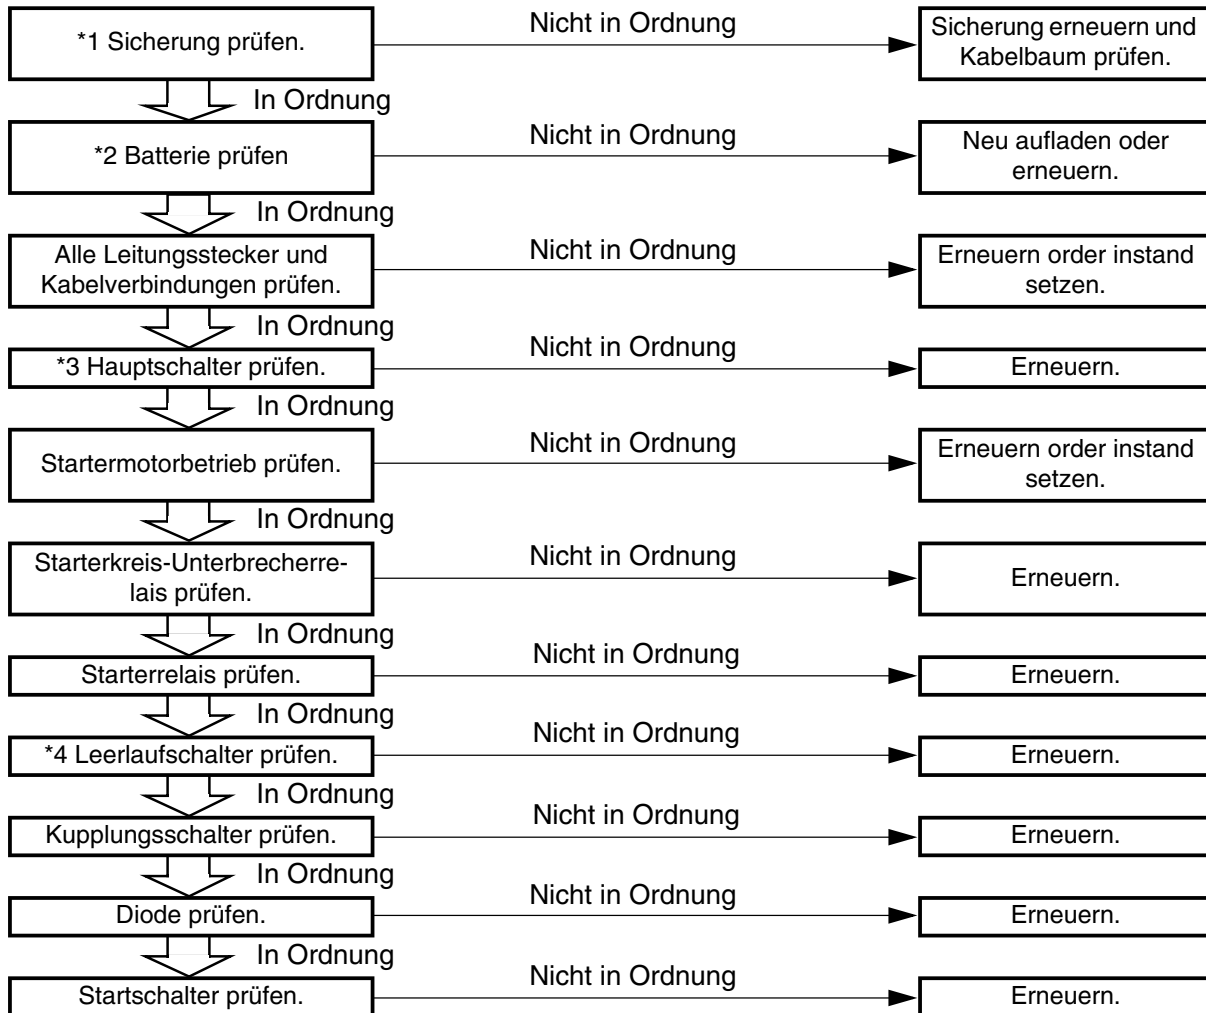 *1 Sicherung prüfen.
Nicht in Ordnung
Sicherung erneuern und
Kabelbaum prüfen.
In Ordnung
*2 Batterie prüfen
Nicht in Ordnung
Neu aufladen oder
erneuern.
In Ordnung
Alle Leitungsstecker und
Kabelverbindungen prüfen.
Nicht in Ordnung
Erneuern order instand
setzen.
In Ordnung
*3 Hauptschalter prüfen.
Nicht in Ordnung
Erneuern.
In Ordnung
Startermotorbetrieb prüfen.
Nicht in Ordnung
Erneuern order instand
setzen.
In Ordnung
Starterkreis-Unterbrecherre-
lais prüfen.
Nicht in Ordnung
Erneuern.
In Ordnung
Starterrelais prüfen.
Nicht in Ordnung
Erneuern.
In Ordnung
*4 Leerlaufschalter prüfen.
Nicht in Ordnung
Erneuern.
In Ordnung
Kupplungsschalter prüfen.
Nicht in Ordnung
Erneuern.
In Ordnung
Diode prüfen.
Nicht in Ordnung
Erneuern.
In Ordnung
Startschalter prüfen.
Nicht in Ordnung
Erneuern.